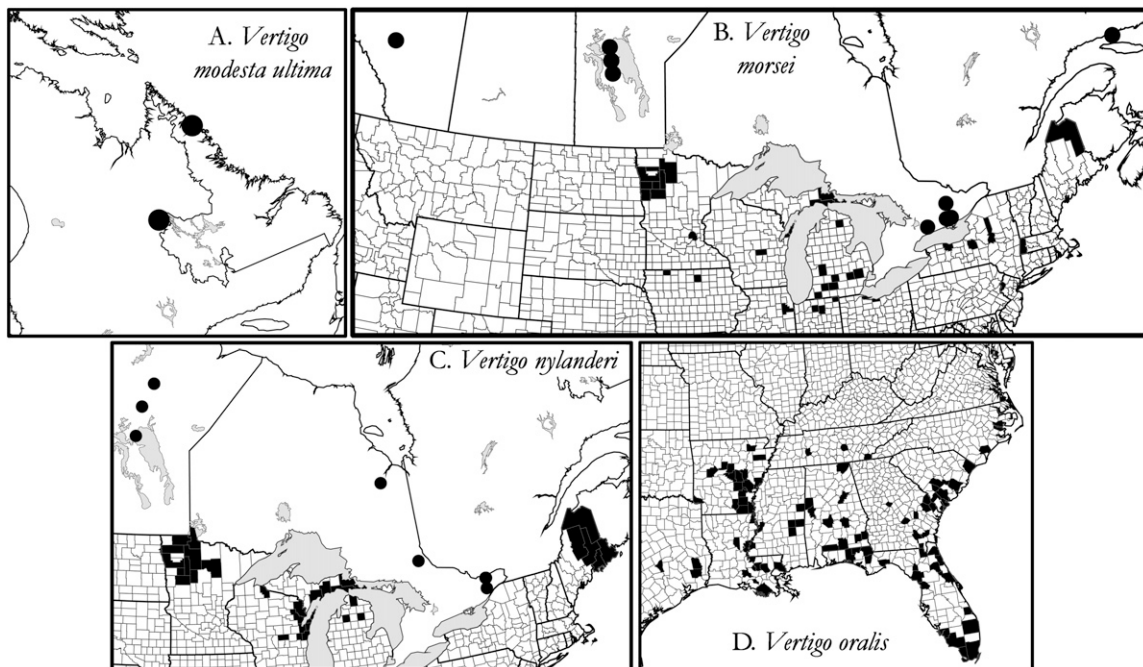 A. Vertigo
modesta ultima
B. Vertigo
morsei
C. Vertigo nylanderi
D. Vertigo oralis